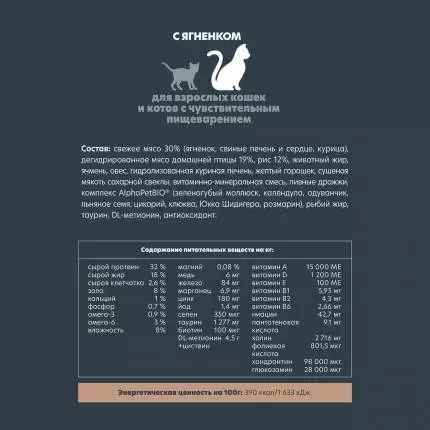 С ЯГНЕНКОМ
для взрослых кошек
и котов с чувствительным
пищеварением
Состав: свежее мясо 30% (ягненок, свиные печень и сердце, курица),
дегидрированное мясо домашней птицы 19%, рис 12%, животный жир,
ячмень, овес, гидролизованная куриная печень, желтый горошек, сушеная
мякоть сахарной свеклы, витаминно-минеральная смесь, пивные дрожжи,
комплекс AlphaPetBIO® (зеленогубый моллюск, календула, одуванчик,
льняное семя, цикорий, клюква, Юкка Шидигера, розмарин), рыбий жир,
таурин, DL-метионин, антиоксидант.
Содержание питательных веществ на кг:
сырой протеин 32 %
сырой жир 18 %
сырая клетчатка 2,6 %
зола 8 %
кальций 1 %
фосфор 0,7 %
омега-3 0,9 %
омега-6 3 %
влажность 8%
магний 0,08 %
медь 6 мг
железо 84 мг
марганец 6,9 мг
цинк 180 мг
йод 1,4 мг
селен 350 мкг
таурин 1 277 мг
биотин 100 мкг
DL-метионин 4,5 г
+цистеин
витамин А 15 000 МЕ
витамин D 1 200 МЕ
витамин Е 100 МЕ
витамин В1 5,95 мг
витамин В2 4,3 мг
витамин В6 2,66 мг
ниацин 42,7 мг
пантотеновая 9,1 мг
кислота
холин 2 716 мг
фолиевая 801,5 мкг
кислота
хондроитин 98 000 мкг
глюкозамин 28 000 мкг
Энергетическая ценность на 100г: 390 ккал/1 633 кДж.